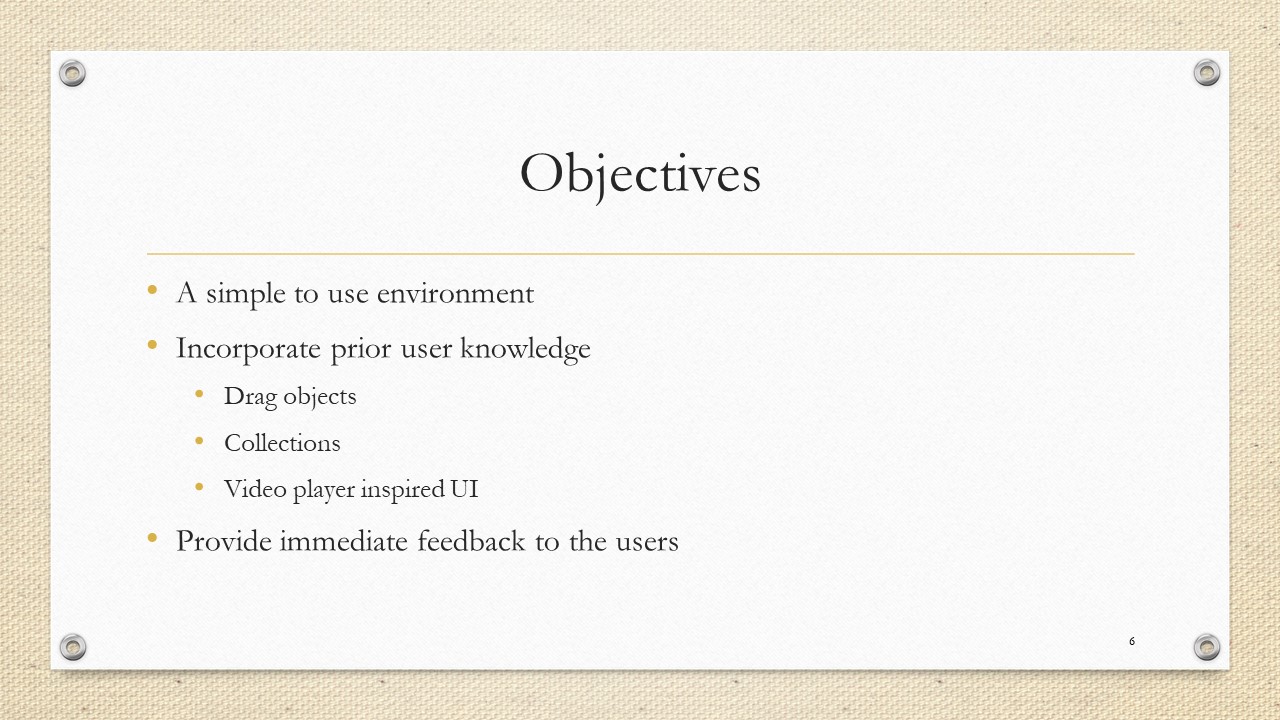 Objectives
• A simple to use environment
• Incorporate prior user knowledge
• Drag objects
• Collections
• Video player inspired UI
• Provide immediate feedback to the users
6